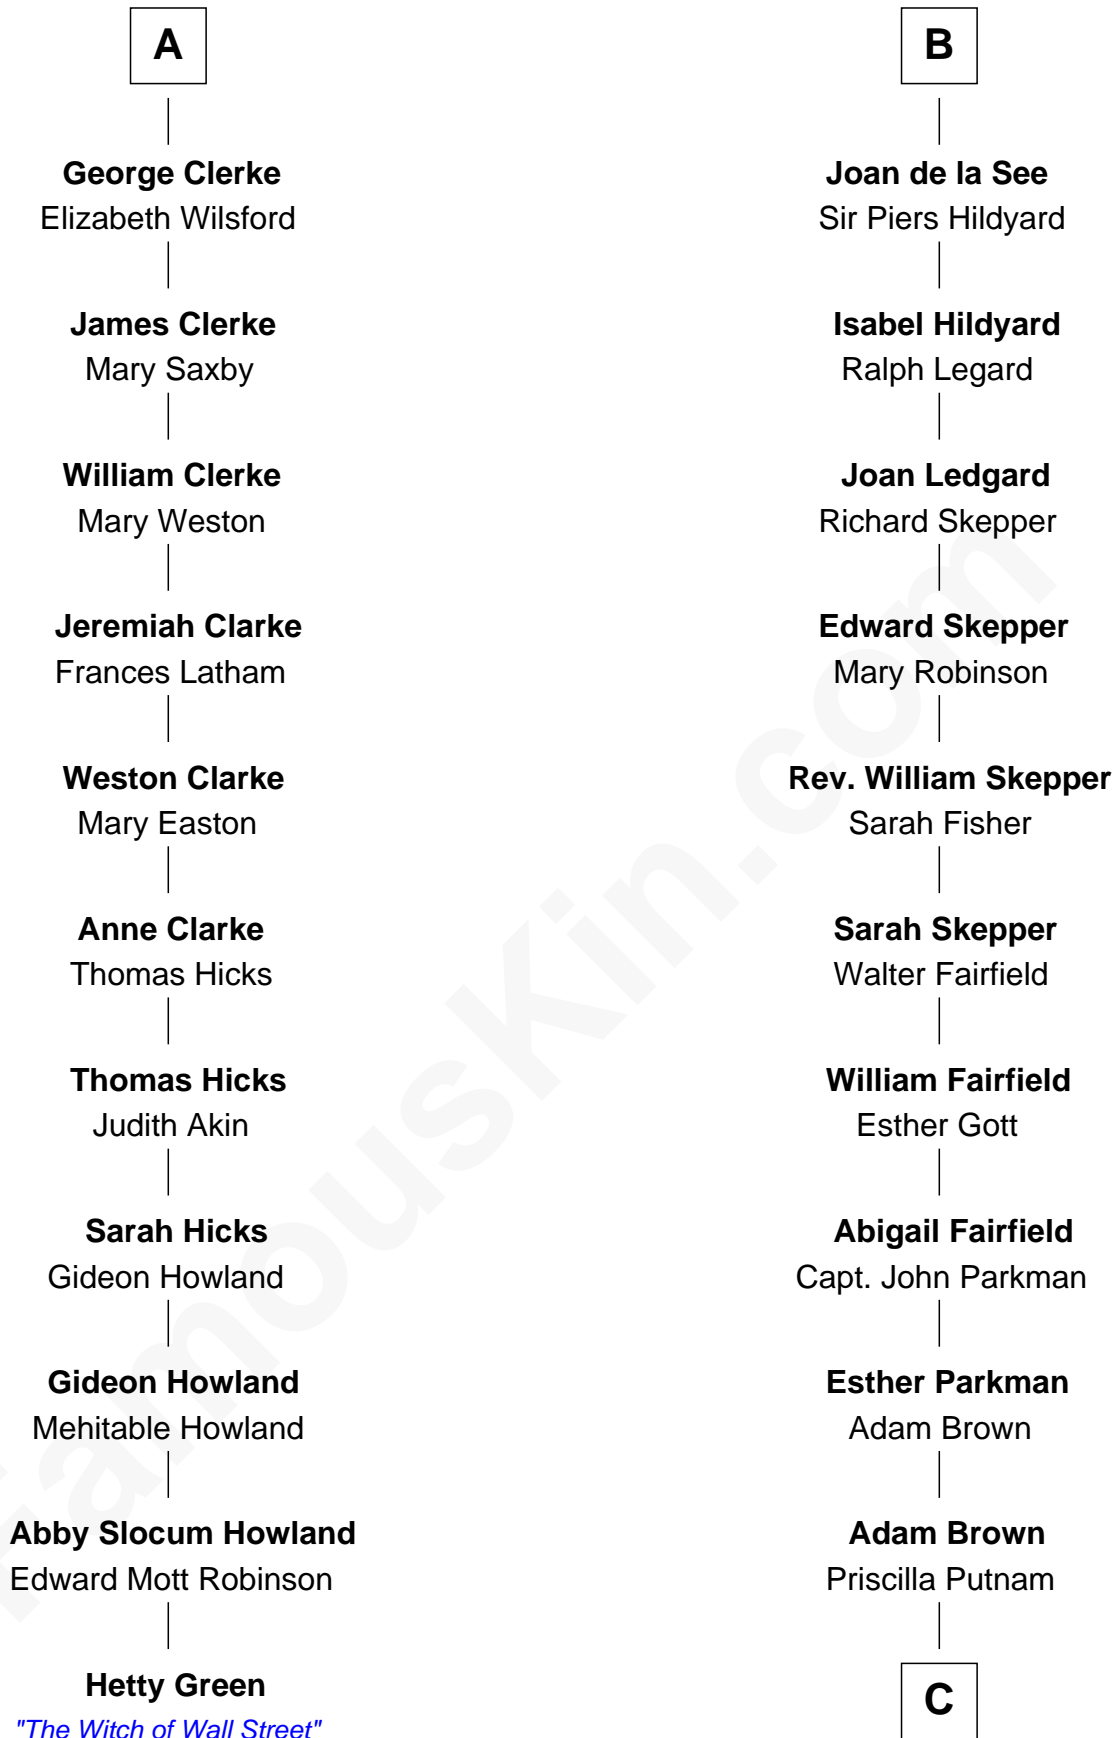 A
George Clerke
Elizabeth Wilsford
James Clerke
Mary Saxby
William Clerke
Mary Weston
Jeremiah Clarke
Frances Latham
Weston Clarke
Mary Easton
Anne Clarke
Thomas Hicks
Thomas Hicks
Judith Akin
Sarah Hicks
Gideon Howland
Gideon Howland
Mehitable Howland
Abby Slocum Howland
Edward Mott Robinson
Hetty Green
"The Witch of Wall Street"
B
Joan de la See
Sir Piers Hildyard
Isabel Hildyard
Ralph Legard
Joan Ledgard
Richard Skepper
Edward Skepper
Mary Robinson
Rev. William Skepper
Sarah Fisher
Sarah Skepper
Walter Fairfield
William Fairfield
Esther Gott
Abigail Fairfield
Capt. John Parkman
Esther Parkman
Adam Brown
Adam Brown
Priscilla Putnam
C
FamousKin.com